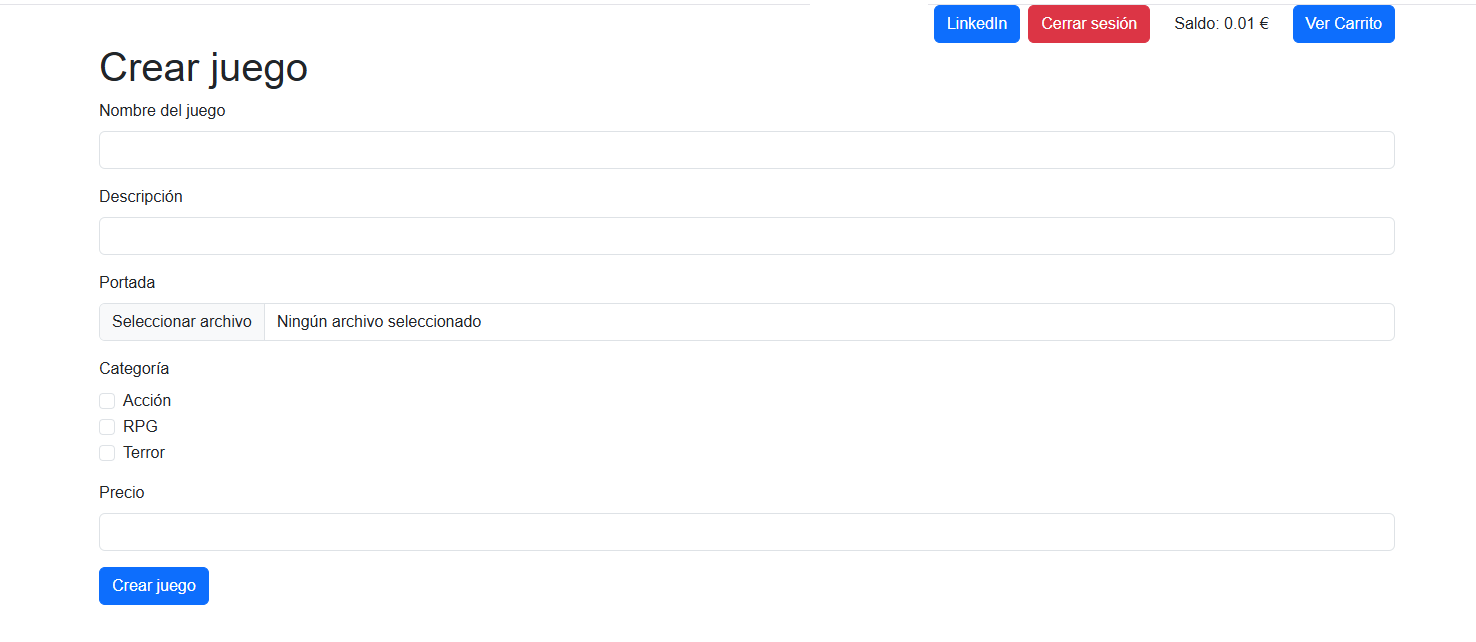 LinkedIn Cerrar sesión Saldo: 0.01 € Ver Carrito
Crear juego
Nombre del juego
Descripción
Portada
Seleccionar archivo Ningún archivo seleccionado
Categoría
Acción
RPG
Terror
Precio
Crear juego